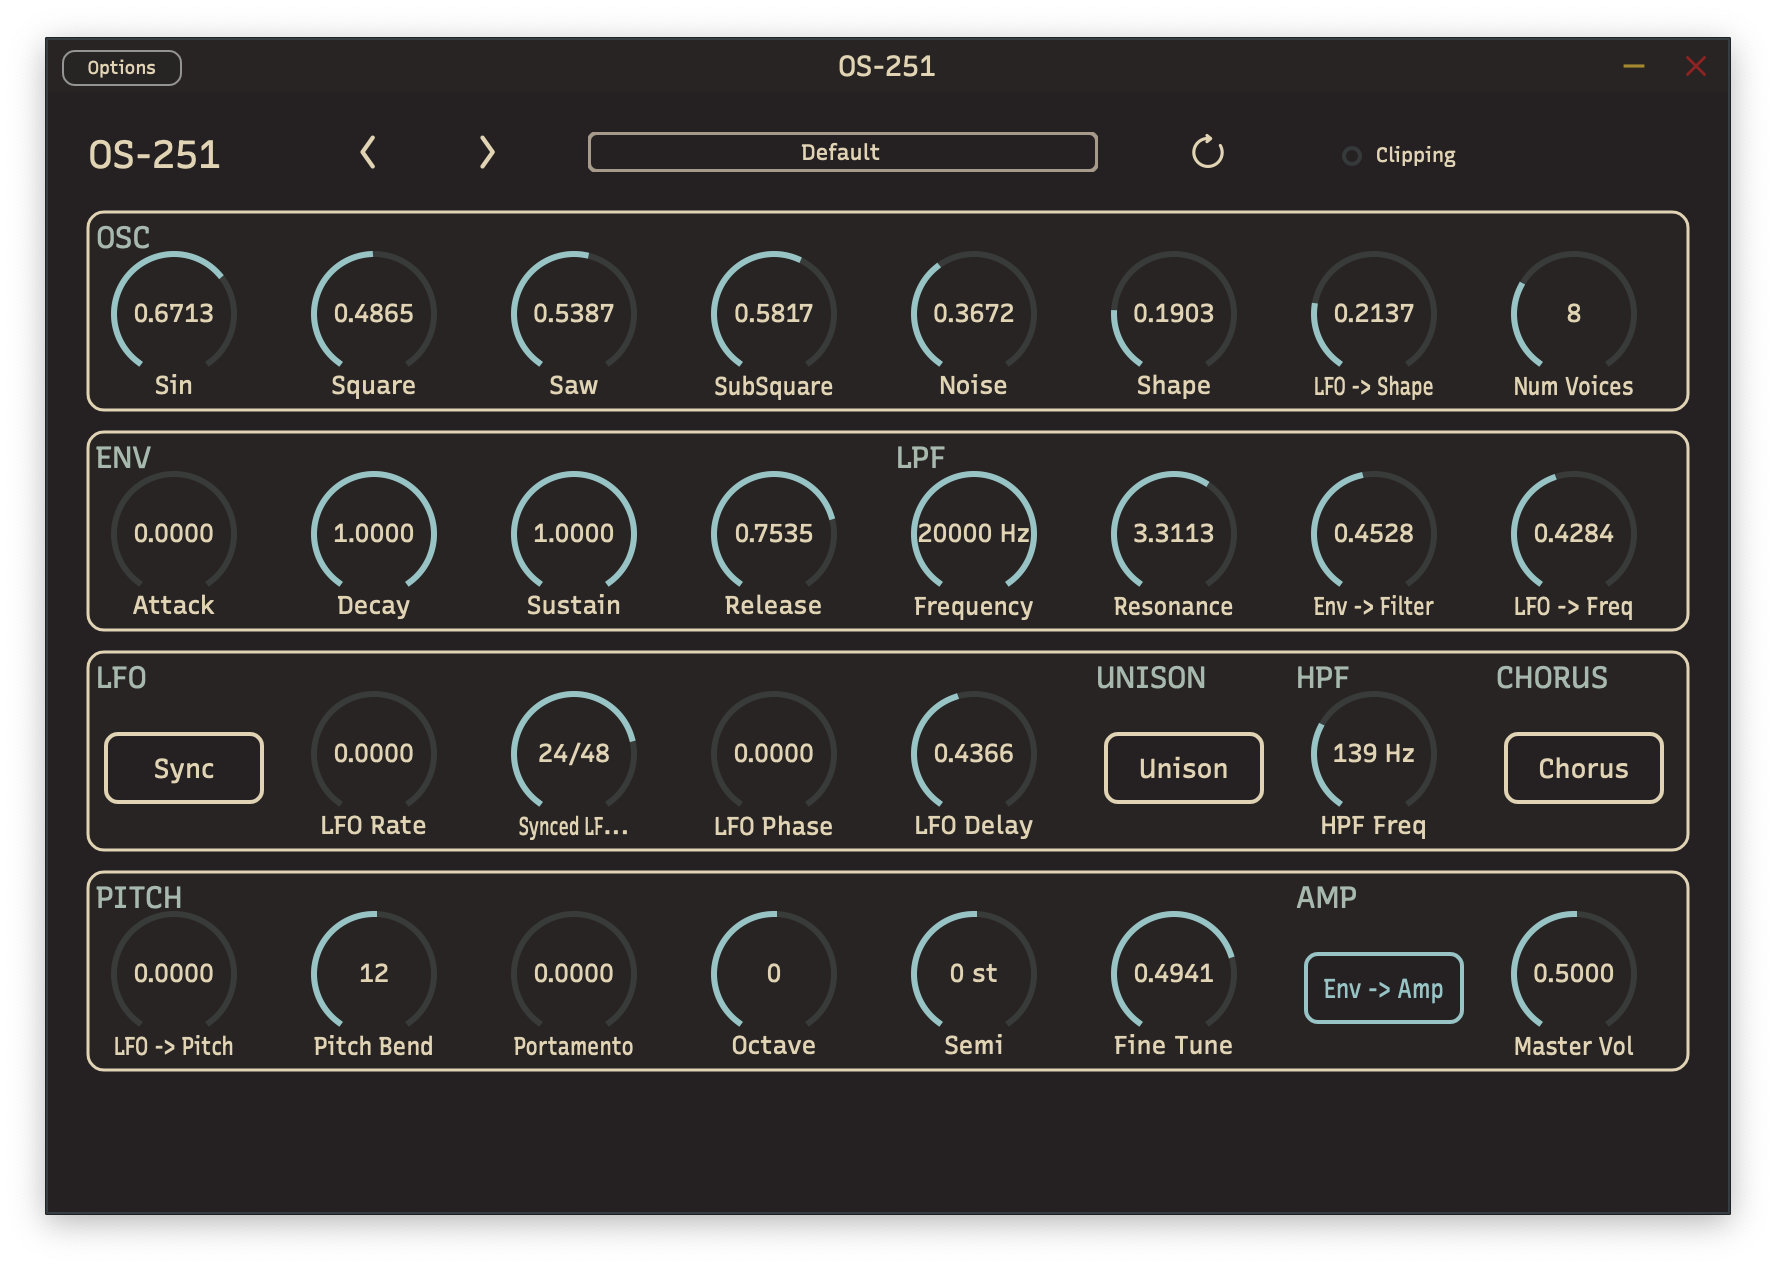 Options
OS-251
OS-251
Default
Clipping
OSC
0.6713
0.4865
0.5387
0.5817
0.3672
0.1903
0.2137
8
Sin
Square
Saw
SubSquare
Noise
Shape
LFO -> Shape
Num Voices
ENV
LPF
0.0000
1.0000
1.0000
0.7535
20000 Hz
3.3113
0.4528
0.4284
Attack
Decay
Sustain
Release
Frequency
Resonance
Env -> Filter
LFO -> Freq
LFO
UNISON
HPF
CHORUS
Sync
0.0000
24/48
0.0000
0.4366
Unison
139 Hz
Chorus
LFO Rate
Synced LF...
LFO Phase
LFO Delay
HPF Freq
PITCH
AMP
0.0000
12
0.0000
0
0 st
0.4941
Env -> Amp
0.5000
LFO -> Pitch
Pitch Bend
Portamento
Octave
Semi
Fine Tune
Master Vol